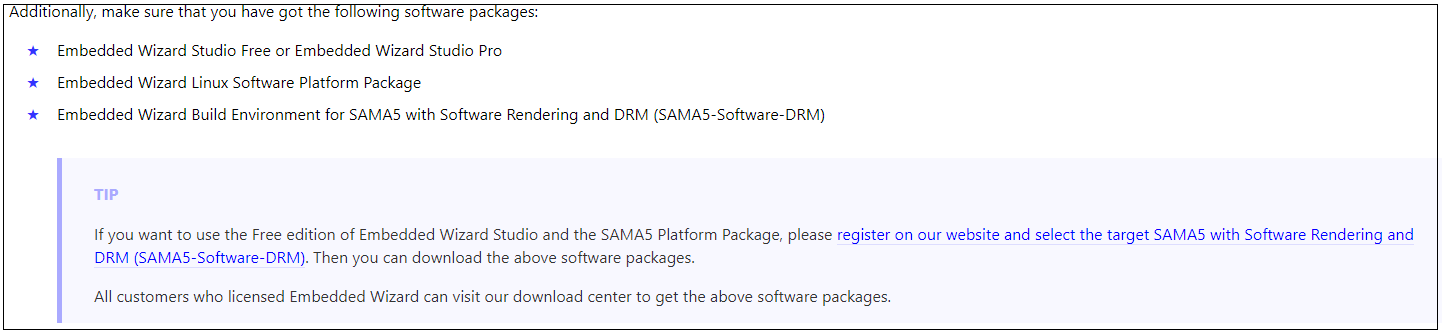 Additionally, make sure that you have got the following software packages:
★ Embedded Wizard Studio Free or Embedded Wizard Studio Pro
★ Embedded Wizard Linux Software Platform Package
★ Embedded Wizard Build Environment for SAMA5 with Software Rendering and DRM (SAMA5-Software-DRM)
TIP
If you want to use the Free edition of Embedded Wizard Studio and the SAMA5 Platform Package, please register on our website and select the target SAMA5 with Software Rendering and
DRM (SAMA5-Software-DRM). Then you can download the above software packages.
All customers who licensed Embedded Wizard can visit our download center to get the above software packages.